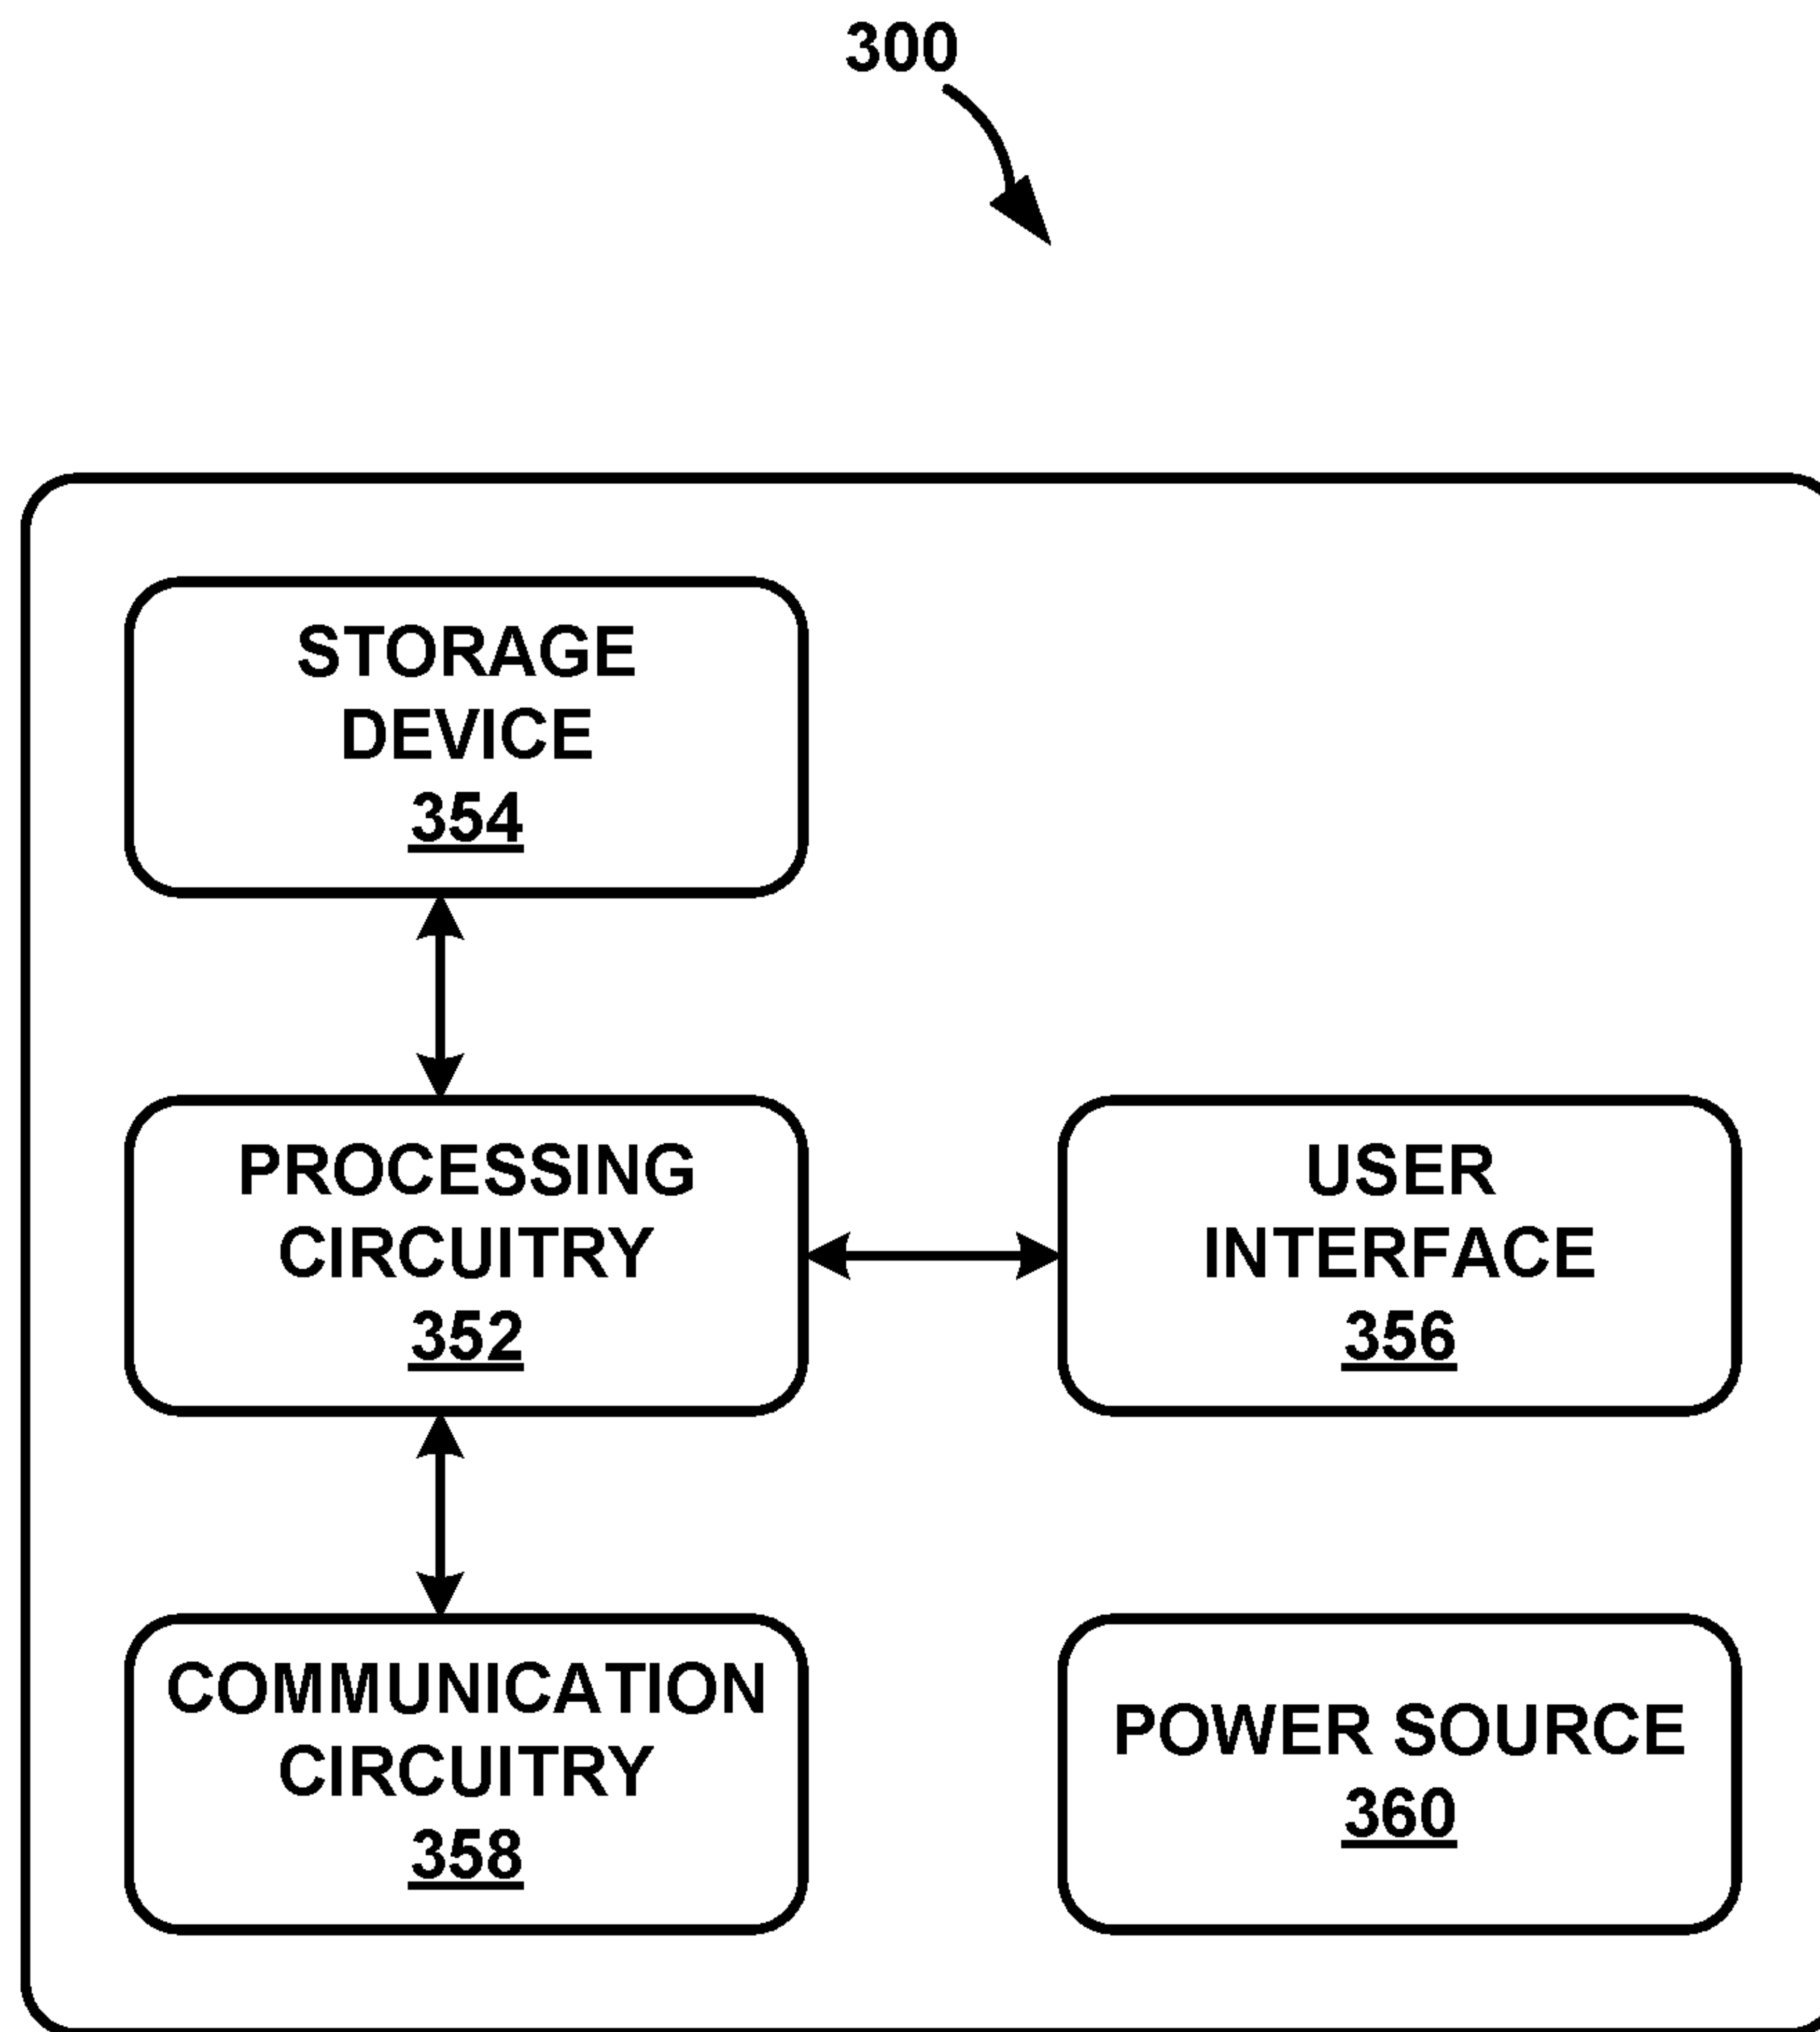 300
STORAGE
DEVICE
354
PROCESSING
CIRCUITRY
352
USER
INTERFACE
356
COMMUNICATION
CIRCUITRY
358
POWER SOURCE
360